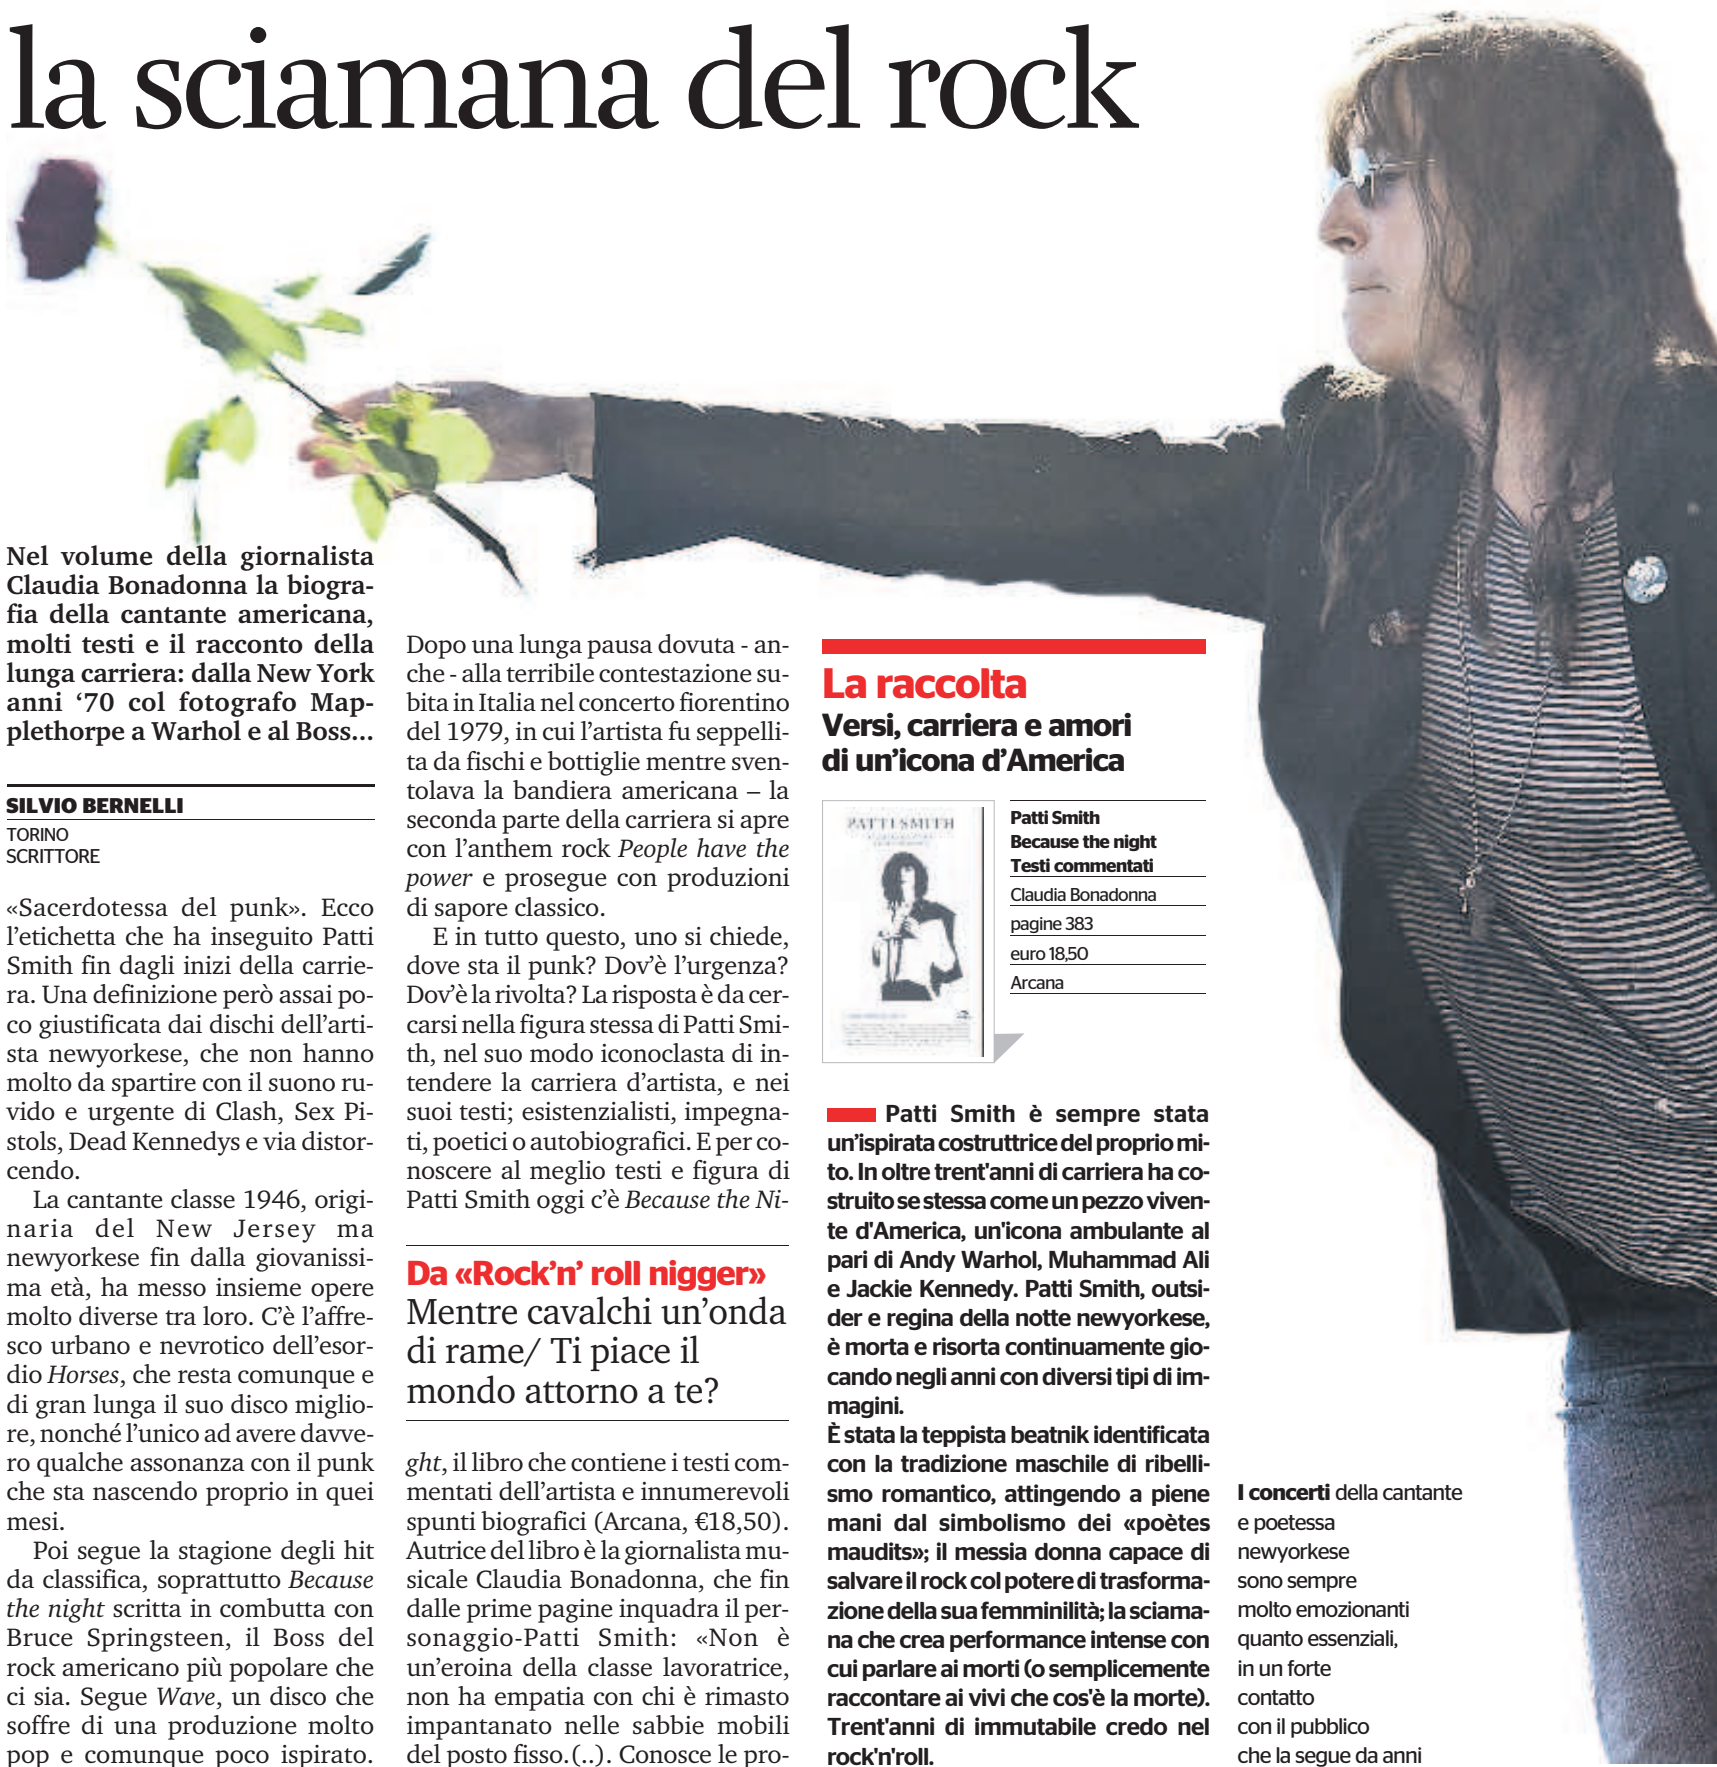 la sciamana del rock
Nel volume della giornalista
Claudia Bonadonna la biogra-
fia della cantante americana,
molti testi e il racconto della
lunga carriera: dalla New York
anni ‘70 col fotografo Map-
plethorpe a Warhol e al Boss...
SILVIO BERNELLI
TORINO
SCRITTORE
«Sacerdotessa del punk». Ecco
l’etichetta che ha inseguito Patti
Smith fin dagli inizi della carrie-
ra. Una definizione però assai po-
co giustificata dai dischi dell’arti-
sta newyorkese, che non hanno
molto da spartire con il suono ru-
vido e urgente di Clash, Sex Pi-
stols, Dead Kennedys e via distor-
cendo.
La cantante classe 1946, origi-
naria del New Jersey ma
newyorkese fin dalla giovanissi-
ma età, ha messo insieme opere
molto diverse tra loro. C’è l’affre-
sco urbano e nevrotico dell’esor-
dio Horses, che resta comunque e
di gran lunga il suo disco miglio-
re, nonché l’unico ad avere davve-
ro qualche assonanza con il punk
che sta nascendo proprio in quei
mesi.
Poi segue la stagione degli hit
da classifica, soprattutto Because
the night scritta in combutta con
Bruce Springsteen, il Boss del
rock americano più popolare che
ci sia. Segue Wave, un disco che
soffre di una produzione molto
pop e comunque poco ispirato.
Dopo una lunga pausa dovuta - an-
che - alla terribile contestazione su-
bita in Italia nel concerto fiorentino
del 1979, in cui l’artista fu seppelli-
ta da fischi e bottiglie mentre sven-
tolava la bandiera americana – la
seconda parte della carriera si apre
con l’anthem rock People have the
power e prosegue con produzioni
di sapore classico.
E in tutto questo, uno si chiede,
dove sta il punk? Dov’è l’urgenza?
Dov’è la rivolta? La risposta è da cer-
carsi nella figura stessa di Patti Smi-
th, nel suo modo iconoclasta di in-
tendere la carriera d’artista, e nei
suoi testi; esistenzialisti, impegna-
ti, poetici o autobiografici. E per co-
noscere al meglio testi e figura di
Patti Smith oggi c’è Because the Ni-
Da «Rock’n’ roll nigger»
Mentre cavalchi un’onda
di rame/ Ti piace il
mondo attorno a te?
ght, il libro che contiene i testi com-
mentati dell’artista e innumerevoli
spunti biografici (Arcana, €18,50).
Autrice del libro è la giornalista mu-
sicale Claudia Bonadonna, che fin
dalle prime pagine inquadra il per-
sonaggio-Patti Smith: «Non è
un’eroina della classe lavoratrice,
non ha empatia con chi è rimasto
impantanato nelle sabbie mobili
del posto fisso.(..). Conosce le pro-
La raccolta
Versi, carriera e amori
di un’icona d’America
PATTI SMITH
Patti Smith
Because the night
Testi commentati
Claudia Bonadonna
pagine 383
euro 18,50
Arcana
Patti Smith è sempre stata
un’ispirata costruttrice del proprio mi-
to. In oltre trent'anni di carriera ha co-
struito se stessa come un pezzo viven-
te d'America, un'icona ambulante al
pari di Andy Warhol, Muhammad Ali
e Jackie Kennedy. Patti Smith, outsi-
der e regina della notte newyorkese,
è morta e risorta continuamente gio-
cando negli anni con diversi tipi di im-
magini.
È stata la teppista beatnik identificata
con la tradizione maschile di ribelli-
smo romantico, attingendo a piene
mani dal simbolismo dei «poètes
maudits»; il messia donna capace di
salvare il rock col potere di trasforma-
zione della sua femminilità; la sciama-
na che crea performance intense con
cui parlare ai morti (o semplicemente
raccontare ai vivi che cos'è la morte).
Trent'anni di immutabile credo nel
rock'n'roll.
I concerti della cantante
e poetessa
newyorkese
sono sempre
molto emozionanti
quanto essenziali,
in un forte
contatto
con il pubblico
che la segue da anni